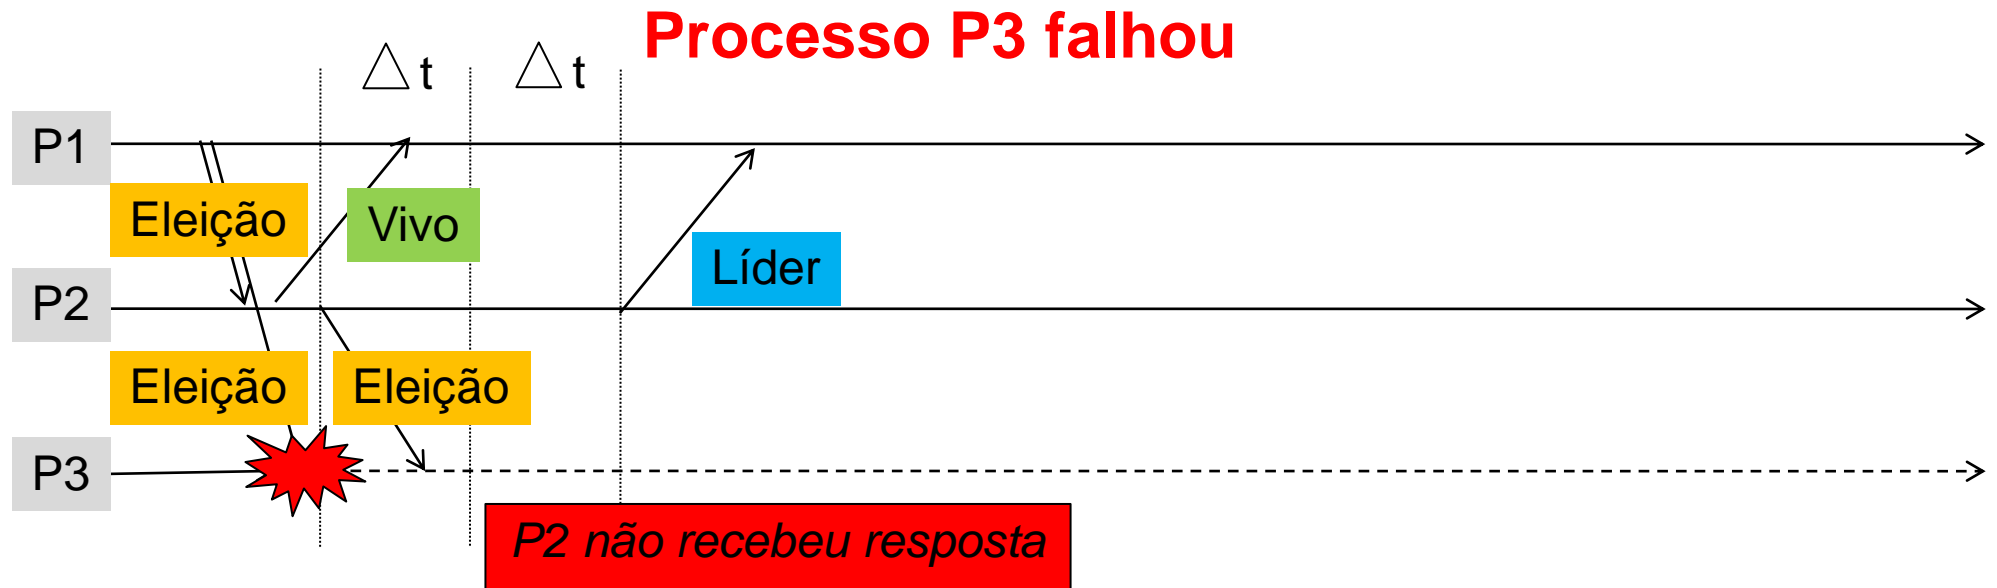 Processo P3 falhou
△t
△t
P1
Eleição
Vivo
Líder
P2
Eleição
Eleição
P3
P2 não recebeu resposta